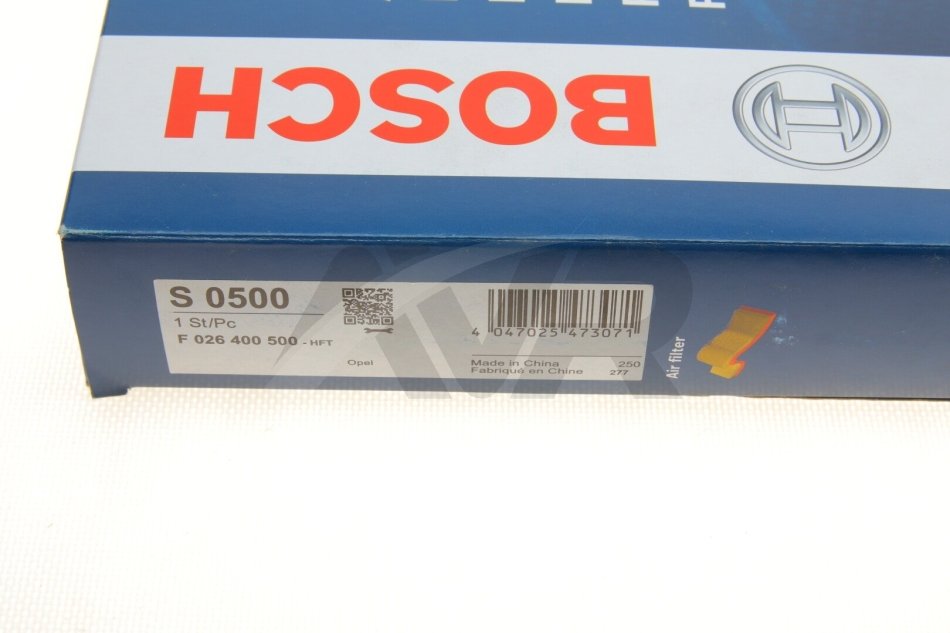 BOSCH
S 0500
1 St/Pc
F 026 400 500 - HFT
Opel
4 047025 473071
Made in China 250
Fabriqué en Chine 277
Air filter
AVR